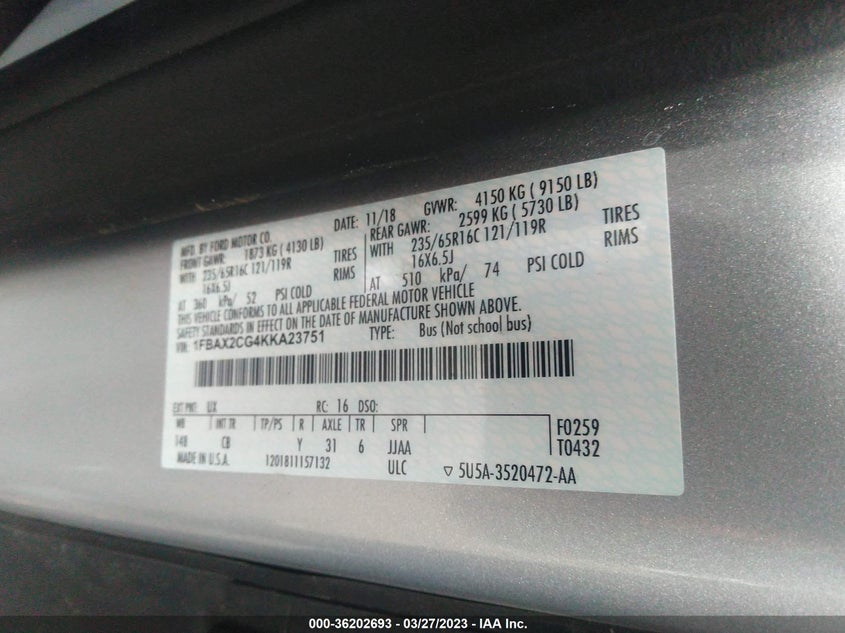 MFD. BY FORD MOTOR CO. DATE: 11/18 GVWR: 4150 KG ( 9150 LB)
FRONT GAWR: 1873 KG ( 4130 LB) REAR GAWR: 2599 KG ( 5730 LB)
WITH 235/65R16C 121/119R TIRES WITH 235/65R16C 121/119R TIRES
16X6.5J RIMS 16X6.5J RIMS
AT 360 kPa/ 52 PSI COLD AT 510 kPa/ 74 PSI COLD
THIS VEHICLE CONFORMS TO ALL APPLICABLE FEDERAL MOTOR VEHICLE
SAFETY STANDARDS IN EFFECT ON THE DATE OF MANUFACTURE SHOWN ABOVE.
VIN: 1FBAX2CG4KKA23751 TYPE: Bus (Not school bus)
EXT PNT: UX RC: 16 DSO:
WB INT TR TP/PS R AXLE TR SPR F0259
148 CB Y 31 6 JJAA T0432
MADE IN U.S.A. 1201811157132 ULC ▽ 5U5A-3520472-AA
000-36202693 - 03/27/2023 - IAA Inc.